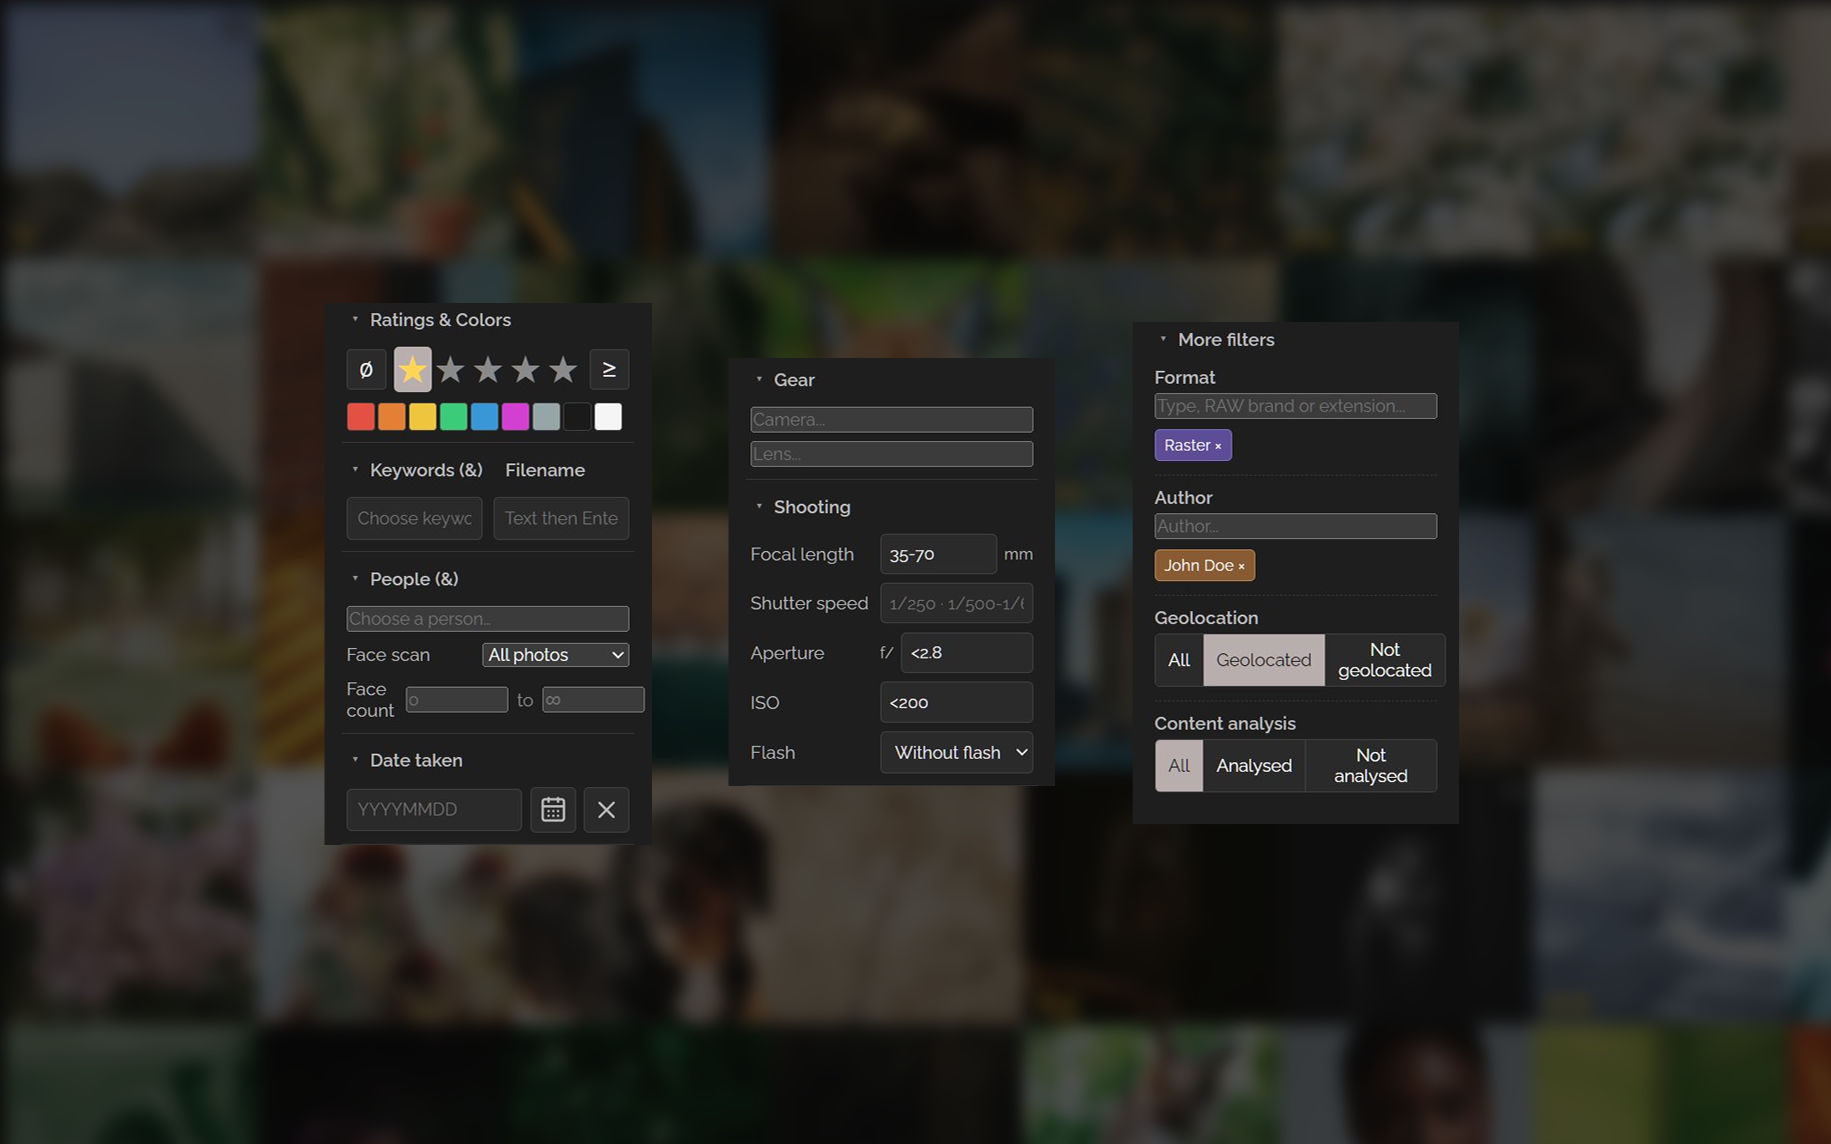 Ratings & Colors
Ø
≥
Keywords (&) Filename
Choose keywc Text then Ente
People (&)
Choose a person...
Face scan All photos
Face count 0 to ∞
Date taken
YYYYMMDD
Gear
Camera...
Lens...
Shooting
Focal length 35-70 mm
Shutter speed 1/250 · 1/500-1/6
Aperture f/ <2.8
ISO <200
Flash Without flash
More filters
Format
Type, RAW brand or extension...
Raster ×
Author
Author...
John Doe ×
Geolocation
All Geolocated Not geolocated
Content analysis
All Analysed Not analysed